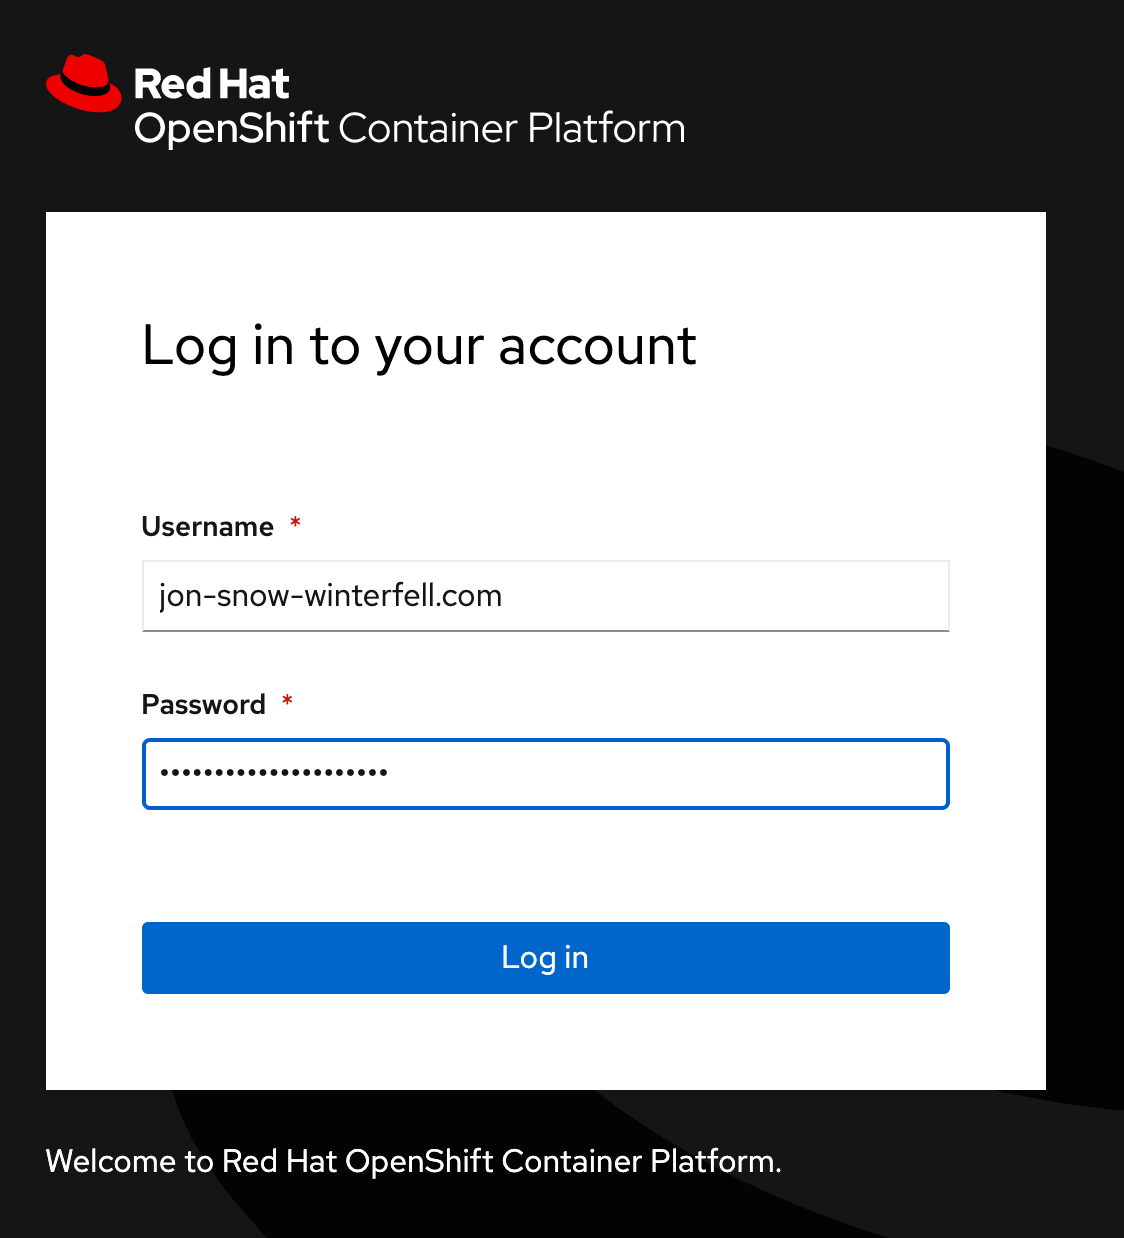 Red Hat
OpenShift Container Platform
Log in to your account
Username *
jon-snow-winterfell.com
Password *
•••••••••••••••••••••
Log in
Welcome to Red Hat OpenShift Container Platform.